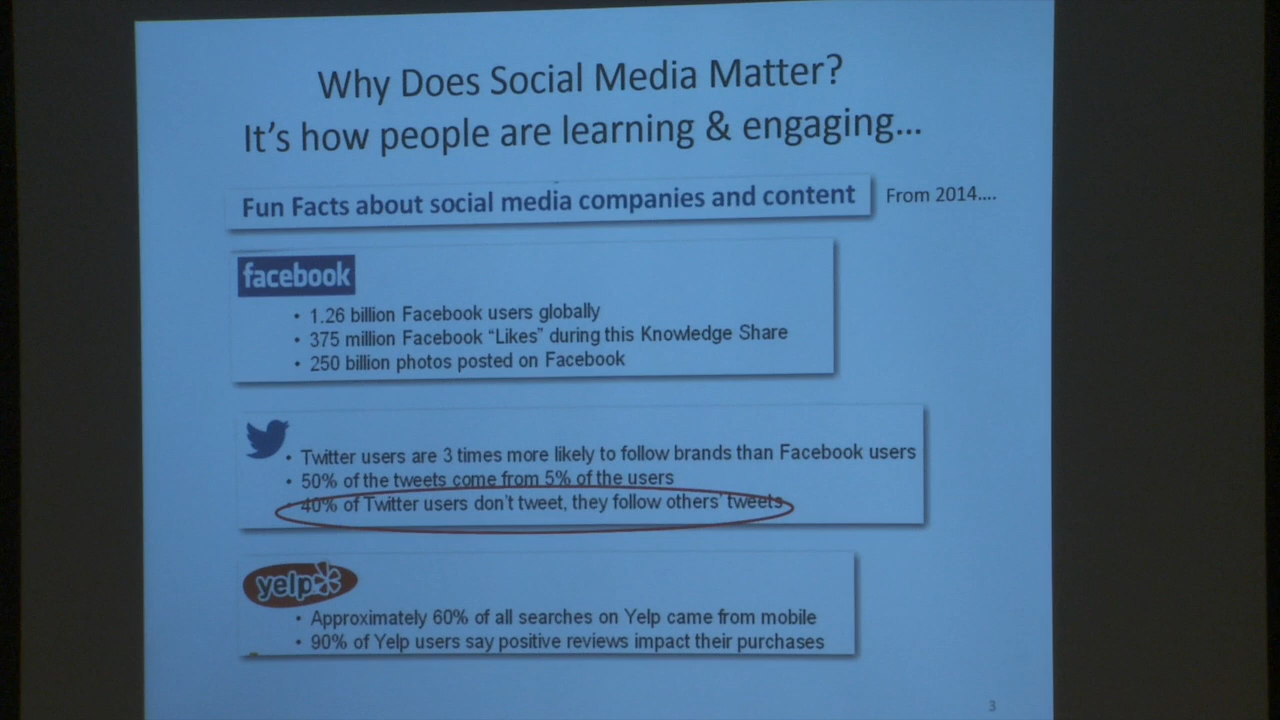 Why Does Social Media Matter?
It's how people are learning & engaging...
Fun Facts about social media companies and content
From 2014....
facebook
• 1.26 billion Facebook users globally
• 375 million Facebook “Likes” during this Knowledge Share
• 250 billion photos posted on Facebook
• Twitter users are 3 times more likely to follow brands than Facebook users
• 50% of the tweets come from 5% of the users
• 40% of Twitter users don't tweet, they follow others' tweets
yelp
• Approximately 60% of all searches on Yelp came from mobile
• 90% of Yelp users say positive reviews impact their purchases
3